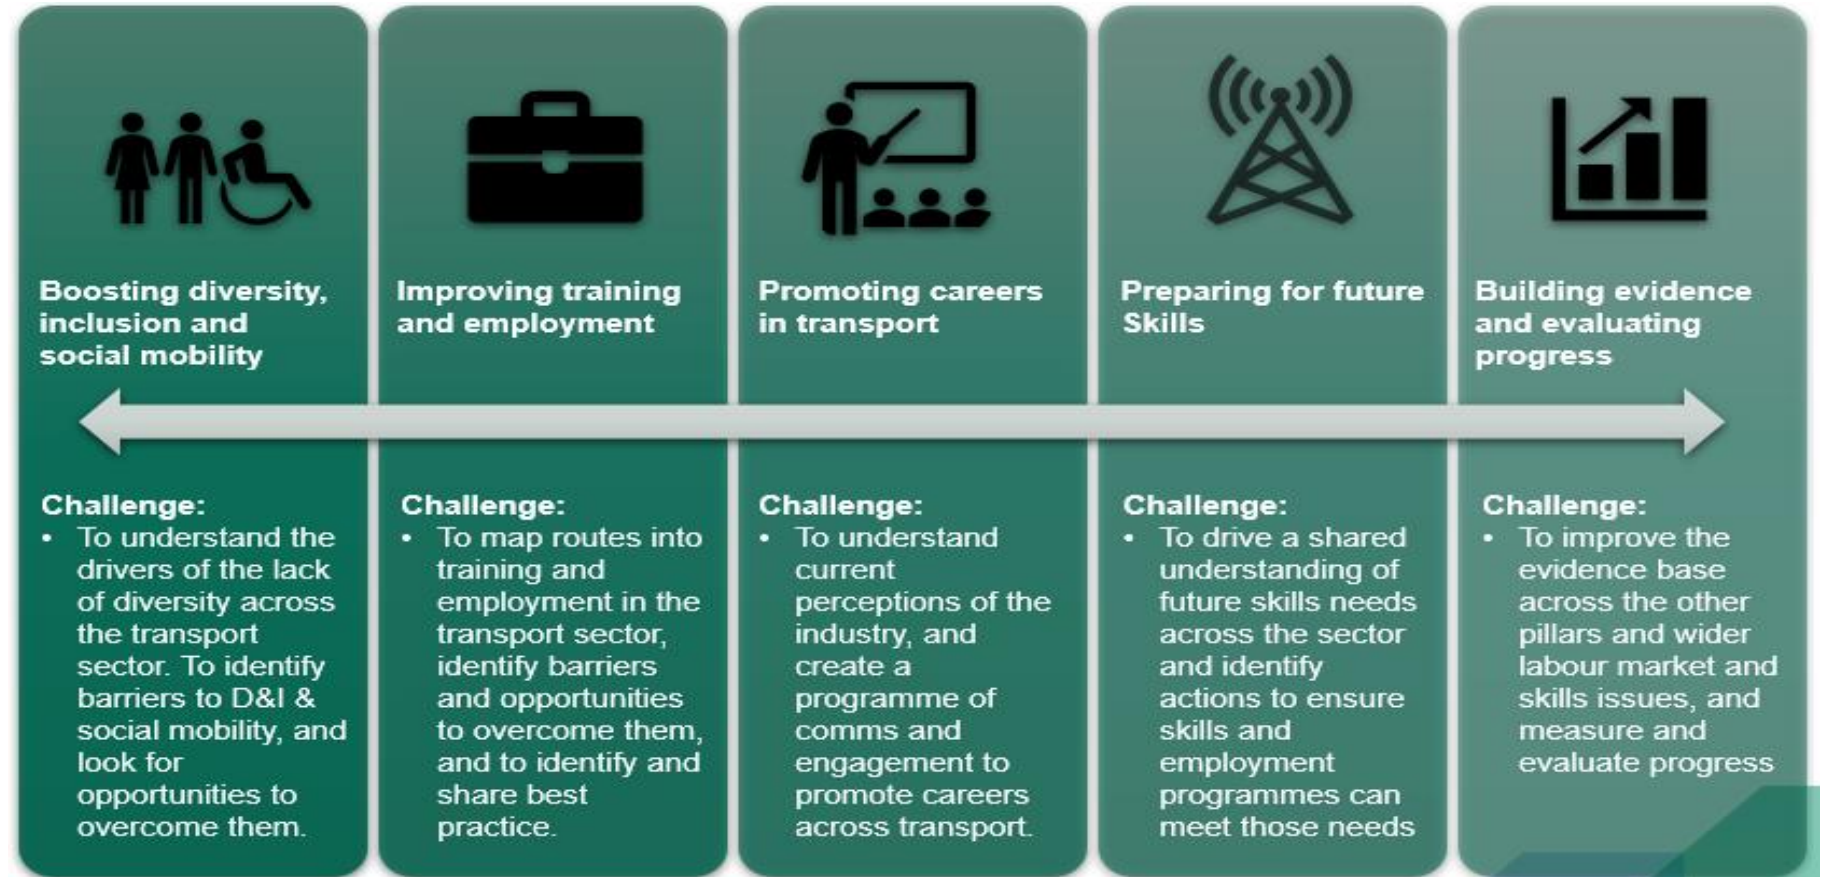 Boosting diversity,
inclusion and
social mobility
Challenge:
• To understand the
drivers of the lack
of diversity across
the transport
sector. To identify
barriers to D&I &
social mobility, and
look for
opportunities to
overcome them.
Improving training
and employment
Challenge:
• To map routes into
training and
employment in the
transport sector,
identify barriers
and opportunities
to overcome them,
and to identify and
share best
practice.
Promoting careers
in transport
Challenge:
• To understand
current
perceptions of the
industry, and
create a
programme of
comms and
engagement to
promote careers
across transport.
Preparing for future
Skills
Challenge:
• To drive a shared
understanding of
future skills needs
across the sector
and identify
actions to ensure
skills and
employment
programmes can
meet those needs
Building evidence
and evaluating
progress
Challenge:
• To improve the
evidence base
across the other
pillars and wider
labour market and
skills issues, and
measure and
evaluate progress